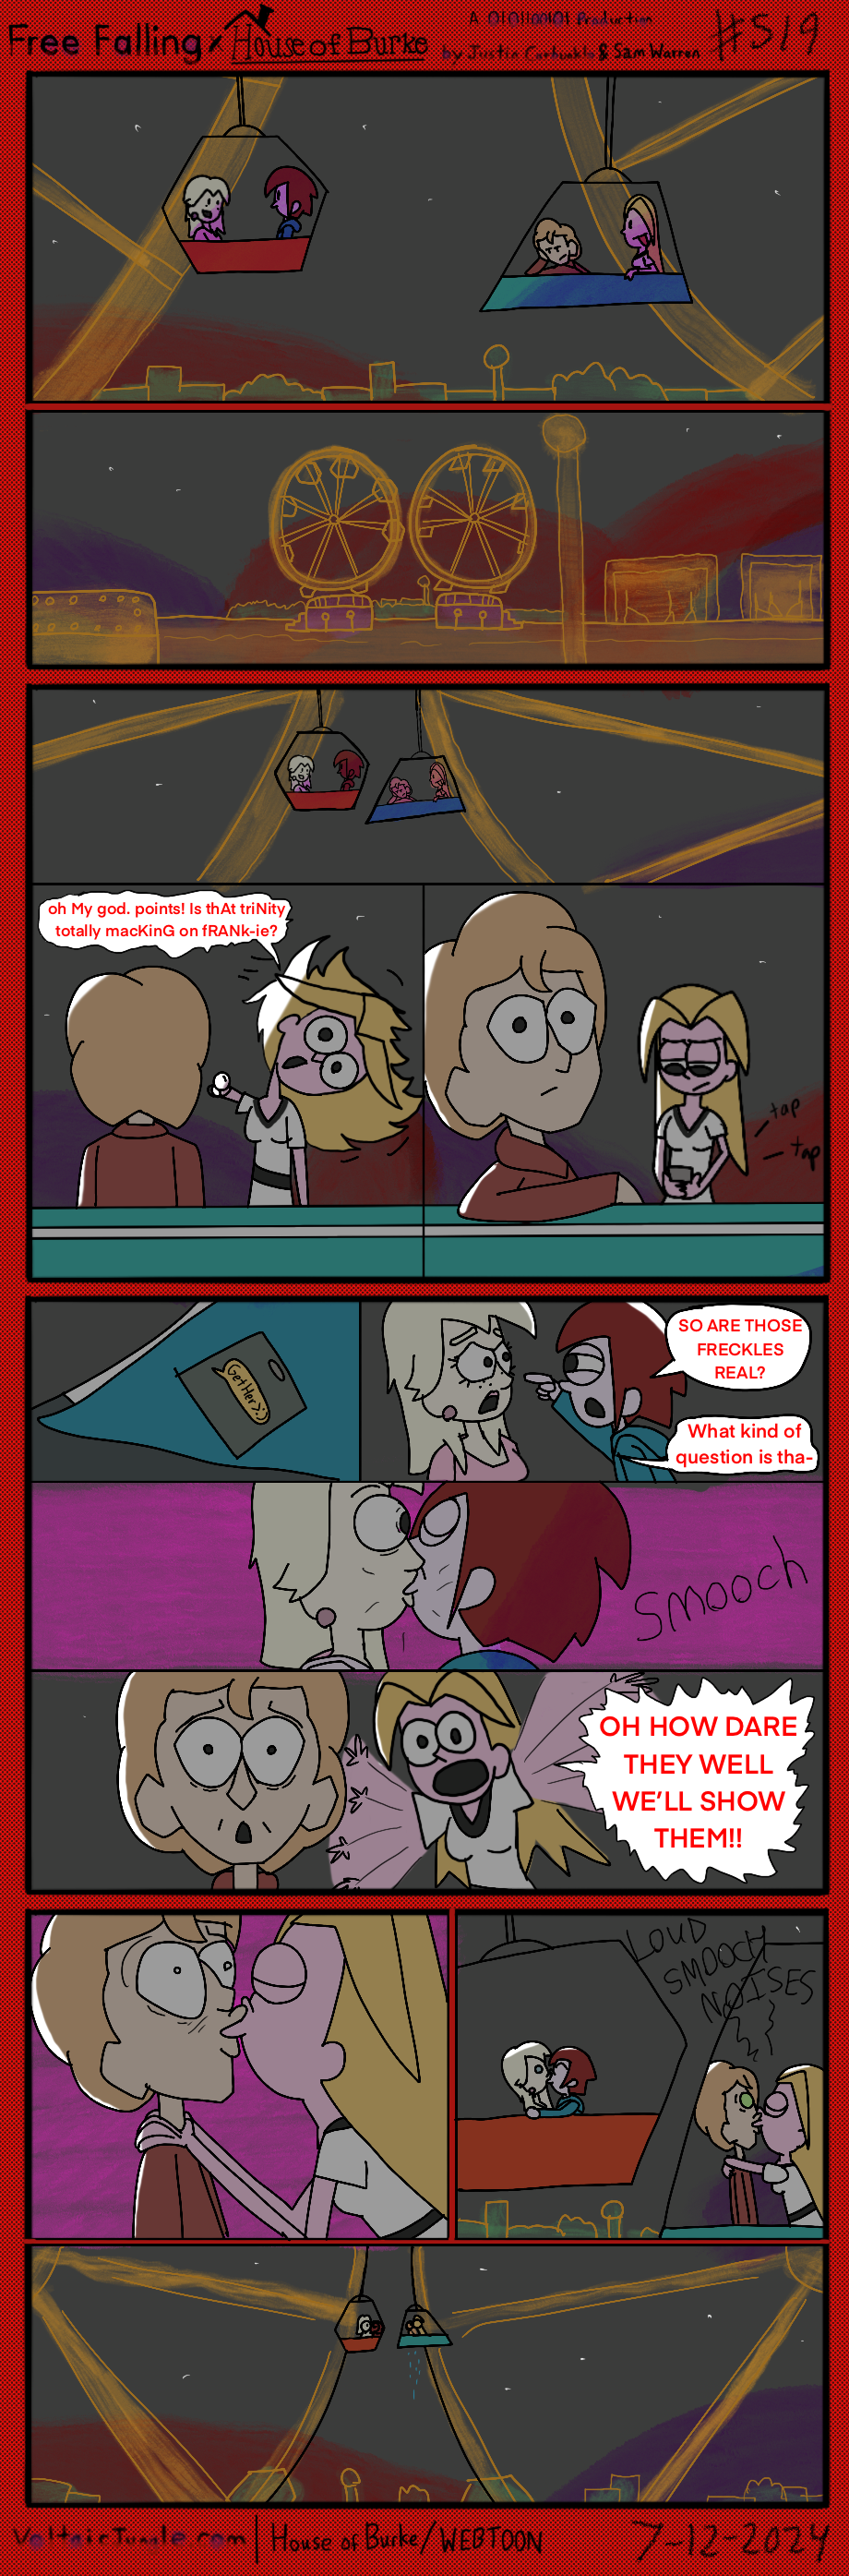 Free Falling x House of Burke
A 0101100101 Production
by Justin Carbunkle & Sam Warren
#519
oh My god. points! Is thAt triNity
totally macKinG on fRANk-ie?
tap
tap
Get Her >:)
SO ARE THOSE
FRECKLES
REAL?
What kind of
question is tha-
SMOOCH
OH HOW DARE
THEY WELL
WE'LL SHOW
THEM!!
LOUD
SMOOCH
NOISES
VoltaicJungle.com | House of Burke/WEBTOON
7-12-2024